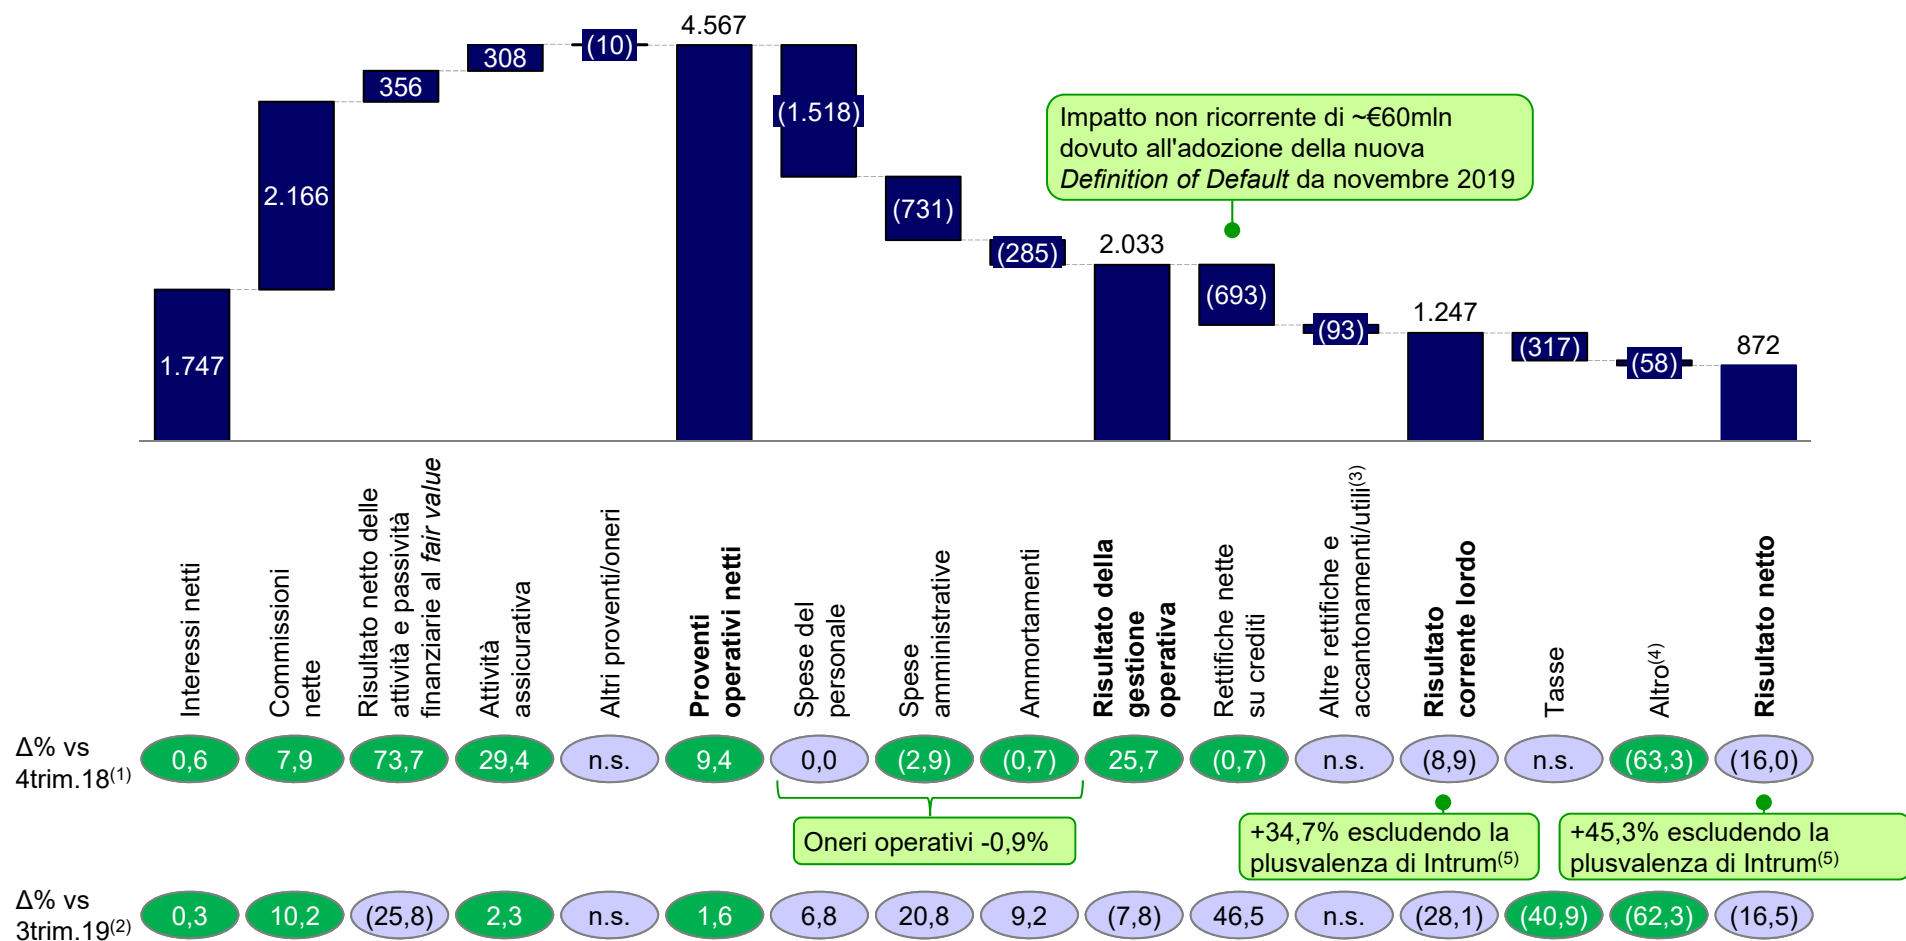 4.567
308
(10)
356
(1.518)
2.166
Impatto non ricorrente di ~€60mln
dovuto all'adozione della nuova
Definition of Default da novembre 2019
(731)
(285)
2.033
(693)
1.747
(93)
1.247
(317)
(58)
872
Interessi netti
Commissioni
nette
Risultato netto delle
attività e passività
finanziarie al fair value
Attività
assicurativa
Altri proventi/oneri
Proventi
operativi netti
Spese del
personale
Spese
amministrative
Ammortamenti
Risultato della
gestione
operativa
Rettifiche nette
su crediti
Altre rettifiche e
accantonamenti/utili(3)
Risultato
corrente lordo
Tasse
Altro(4)
Risultato netto
Δ% vs
4trim.18(1)
0,6 7,9 73,7 29,4 n.s. 9,4 0,0 (2,9) (0,7) 25,7 (0,7) n.s. (8,9) n.s. (63,3) (16,0)
Oneri operativi -0,9%
+34,7% escludendo la
plusvalenza di Intrum(5)
+45,3% escludendo la
plusvalenza di Intrum(5)
Δ% vs
3trim.19(2)
0,3 10,2 (25,8) 2,3 n.s. 1,6 6,8 20,8 9,2 (7,8) 46,5 n.s. (28,1) (40,9) (62,3) (16,5)